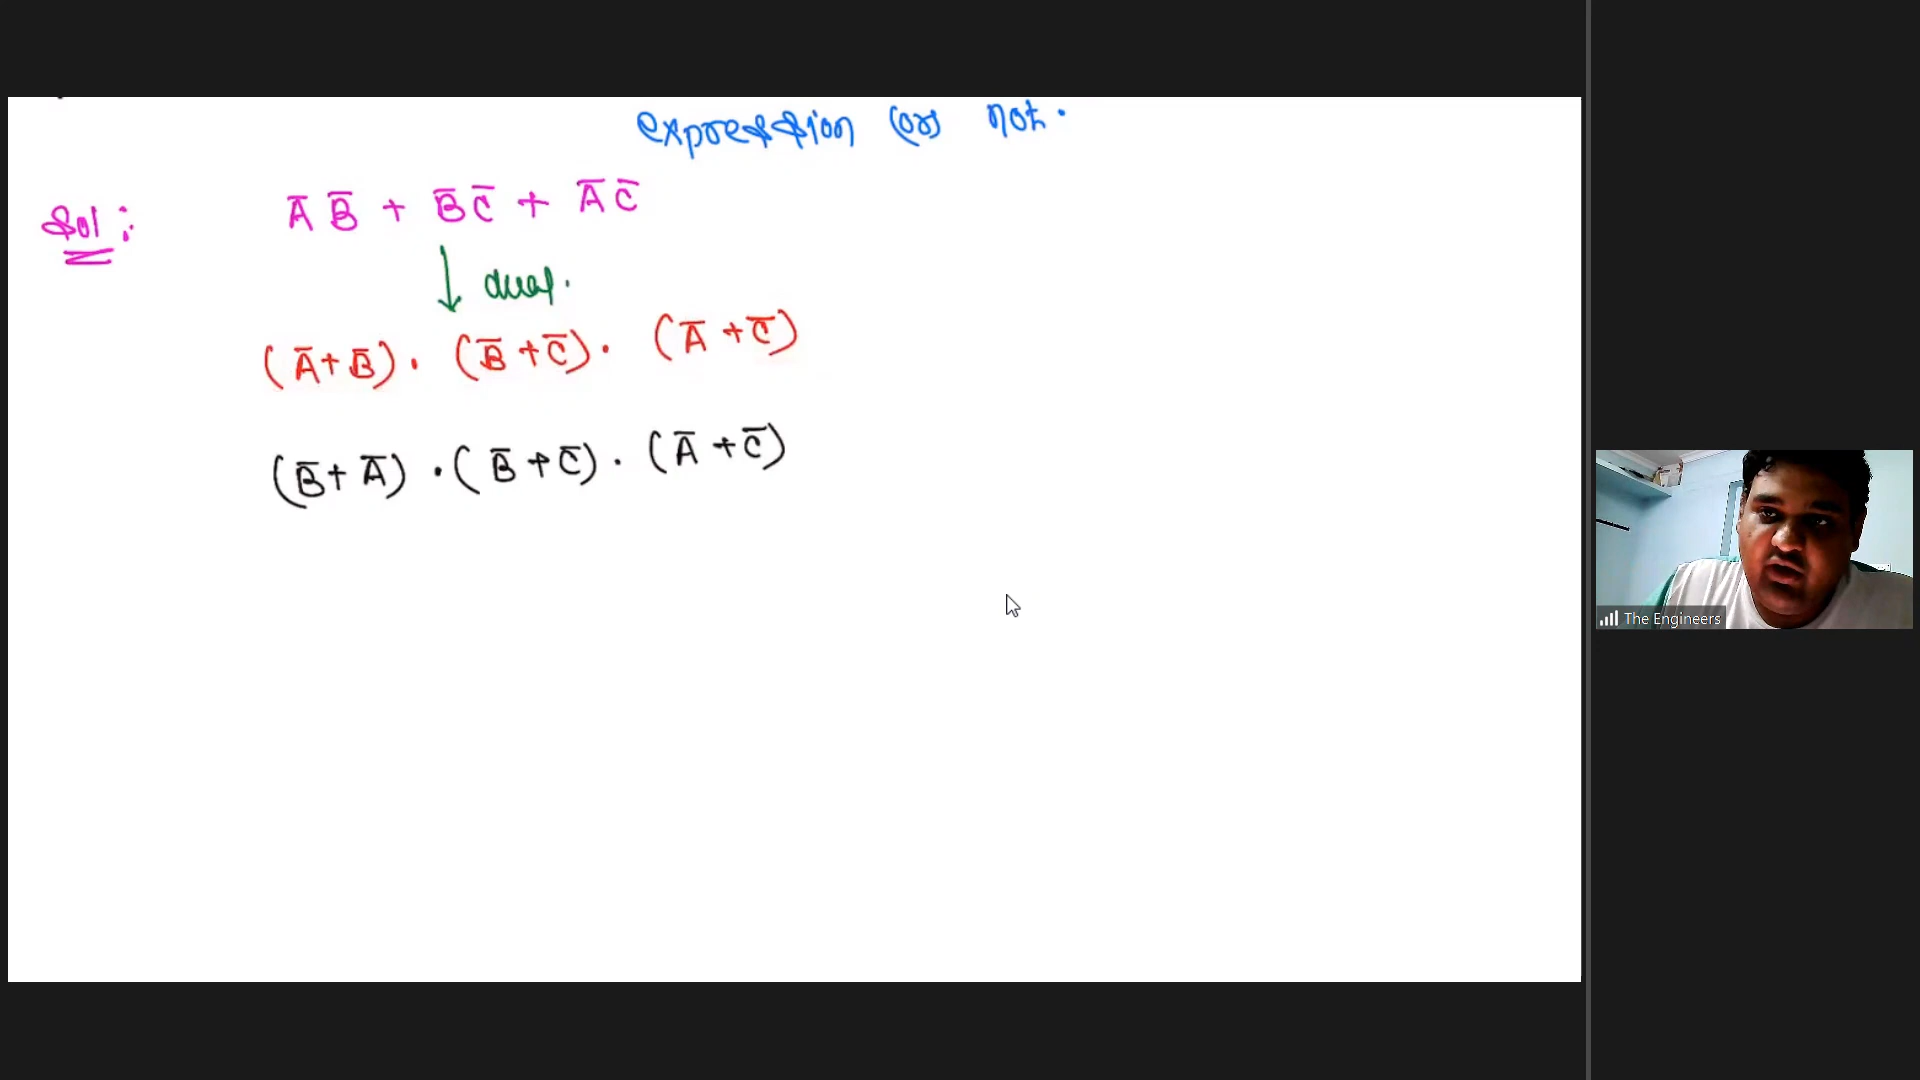 expression (or) not.
Sol:
A̅ B̅ + B̅ C̅ + A̅ C̅
↓ dual.
(A̅ + B̅) . (B̅ + C̅) . (A̅ + C̅)
(B̅ + A̅) . (B̅ + C̅) . (A̅ + C̅)
The Engineers